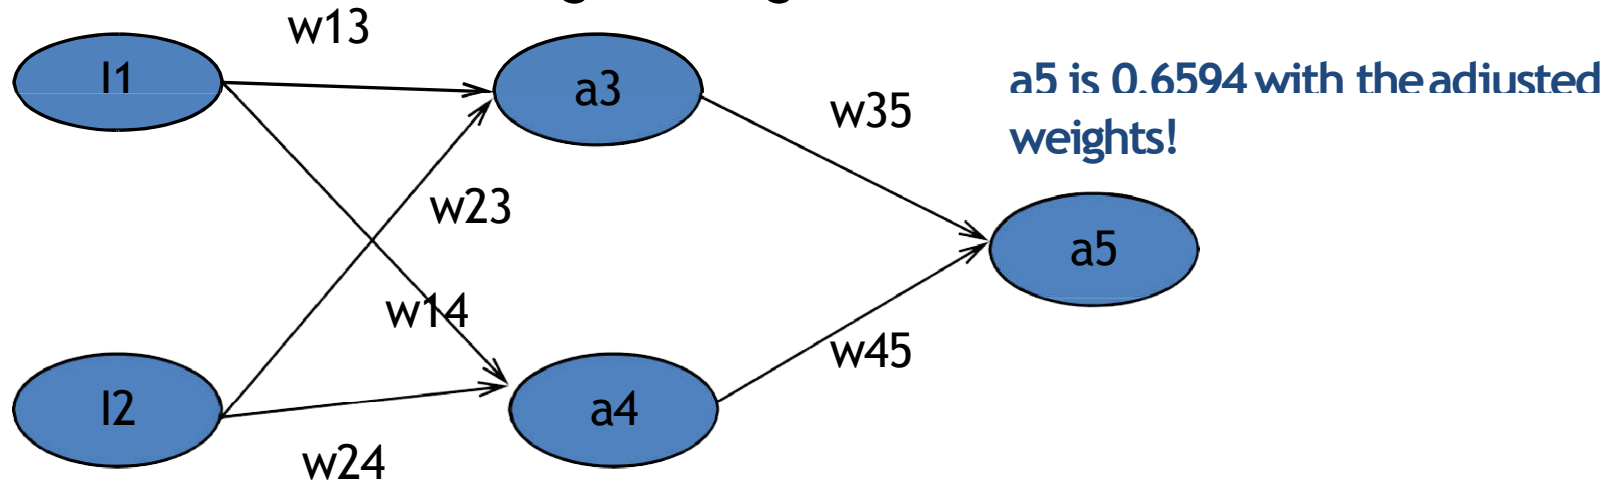 w13
I1
a3
a5 is 0.6594 with the adjusted
weights!
w35
w23
a5
w14
w45
I2
a4
w24